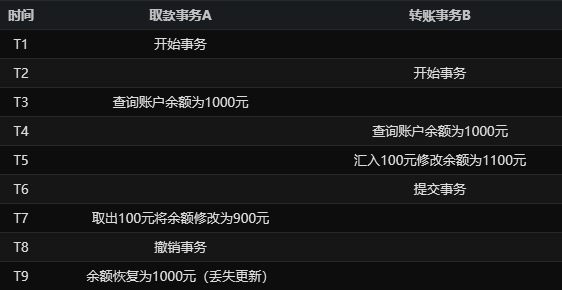 时间 取款事务A 转账事务B
T1 开始事务
T2 开始事务
T3 查询账户余额为1000元
T4 查询账户余额为1000元
T5 汇入100元修改余额为1100元
T6 提交事务
T7 取出100元将余额修改为900元
T8 撤销事务
T9 余额恢复为1000元（丢失更新）